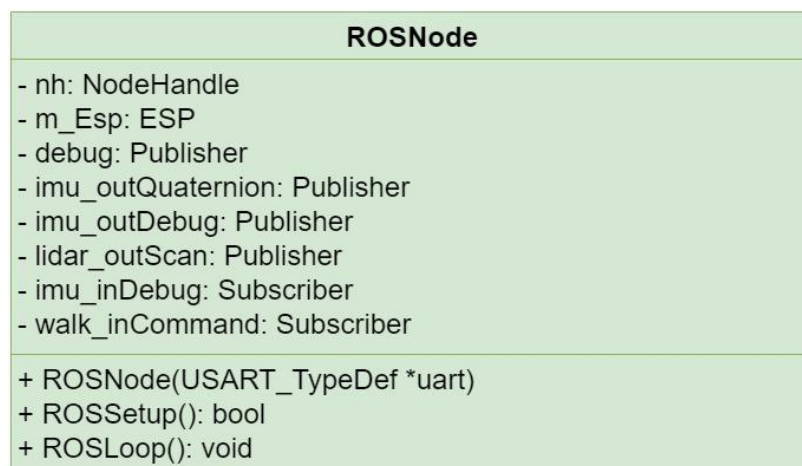 ROSNode
- nh: NodeHandle
- m_Esp: ESP
- debug: Publisher
- imu_outQuaternion: Publisher
- imu_outDebug: Publisher
- lidar_outScan: Publisher
- imu_inDebug: Subscriber
- walk_inCommand: Subscriber
+ ROSNode(USART_TypeDef *uart)
+ ROSSetup(): bool
+ ROSLoop(): void